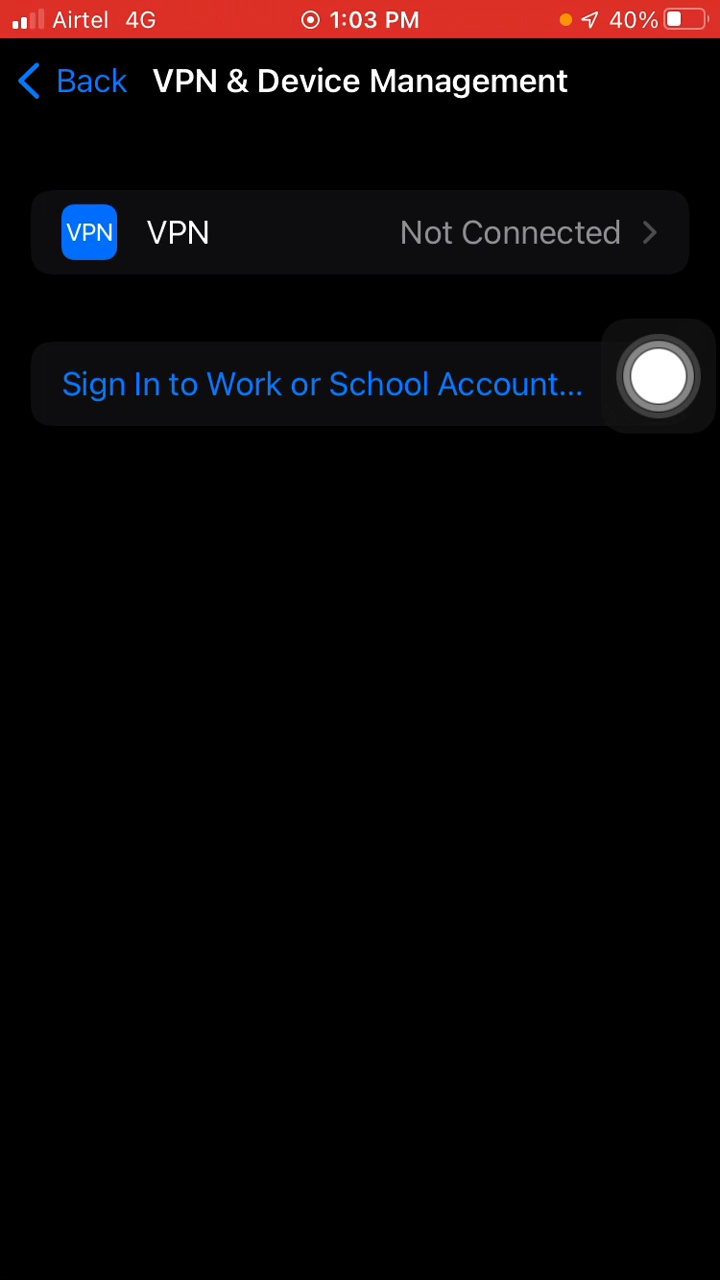 Airtel 4G 1:03 PM 40%
Back VPN & Device Management
VPN VPN Not Connected
Sign In to Work or School Account...